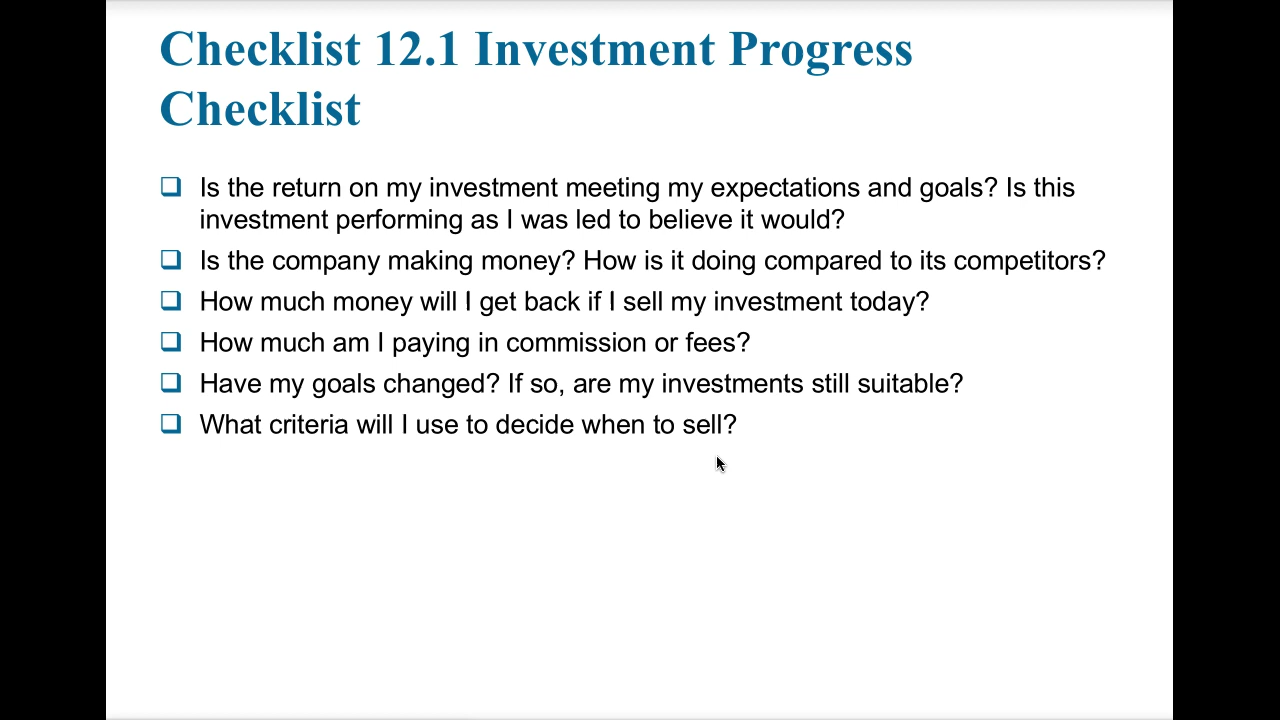 Checklist 12.1 Investment Progress
Checklist
❑ Is the return on my investment meeting my expectations and goals? Is this
investment performing as I was led to believe it would?
❑ Is the company making money? How is it doing compared to its competitors?
❑ How much money will I get back if I sell my investment today?
❑ How much am I paying in commission or fees?
❑ Have my goals changed? If so, are my investments still suitable?
❑ What criteria will I use to decide when to sell?